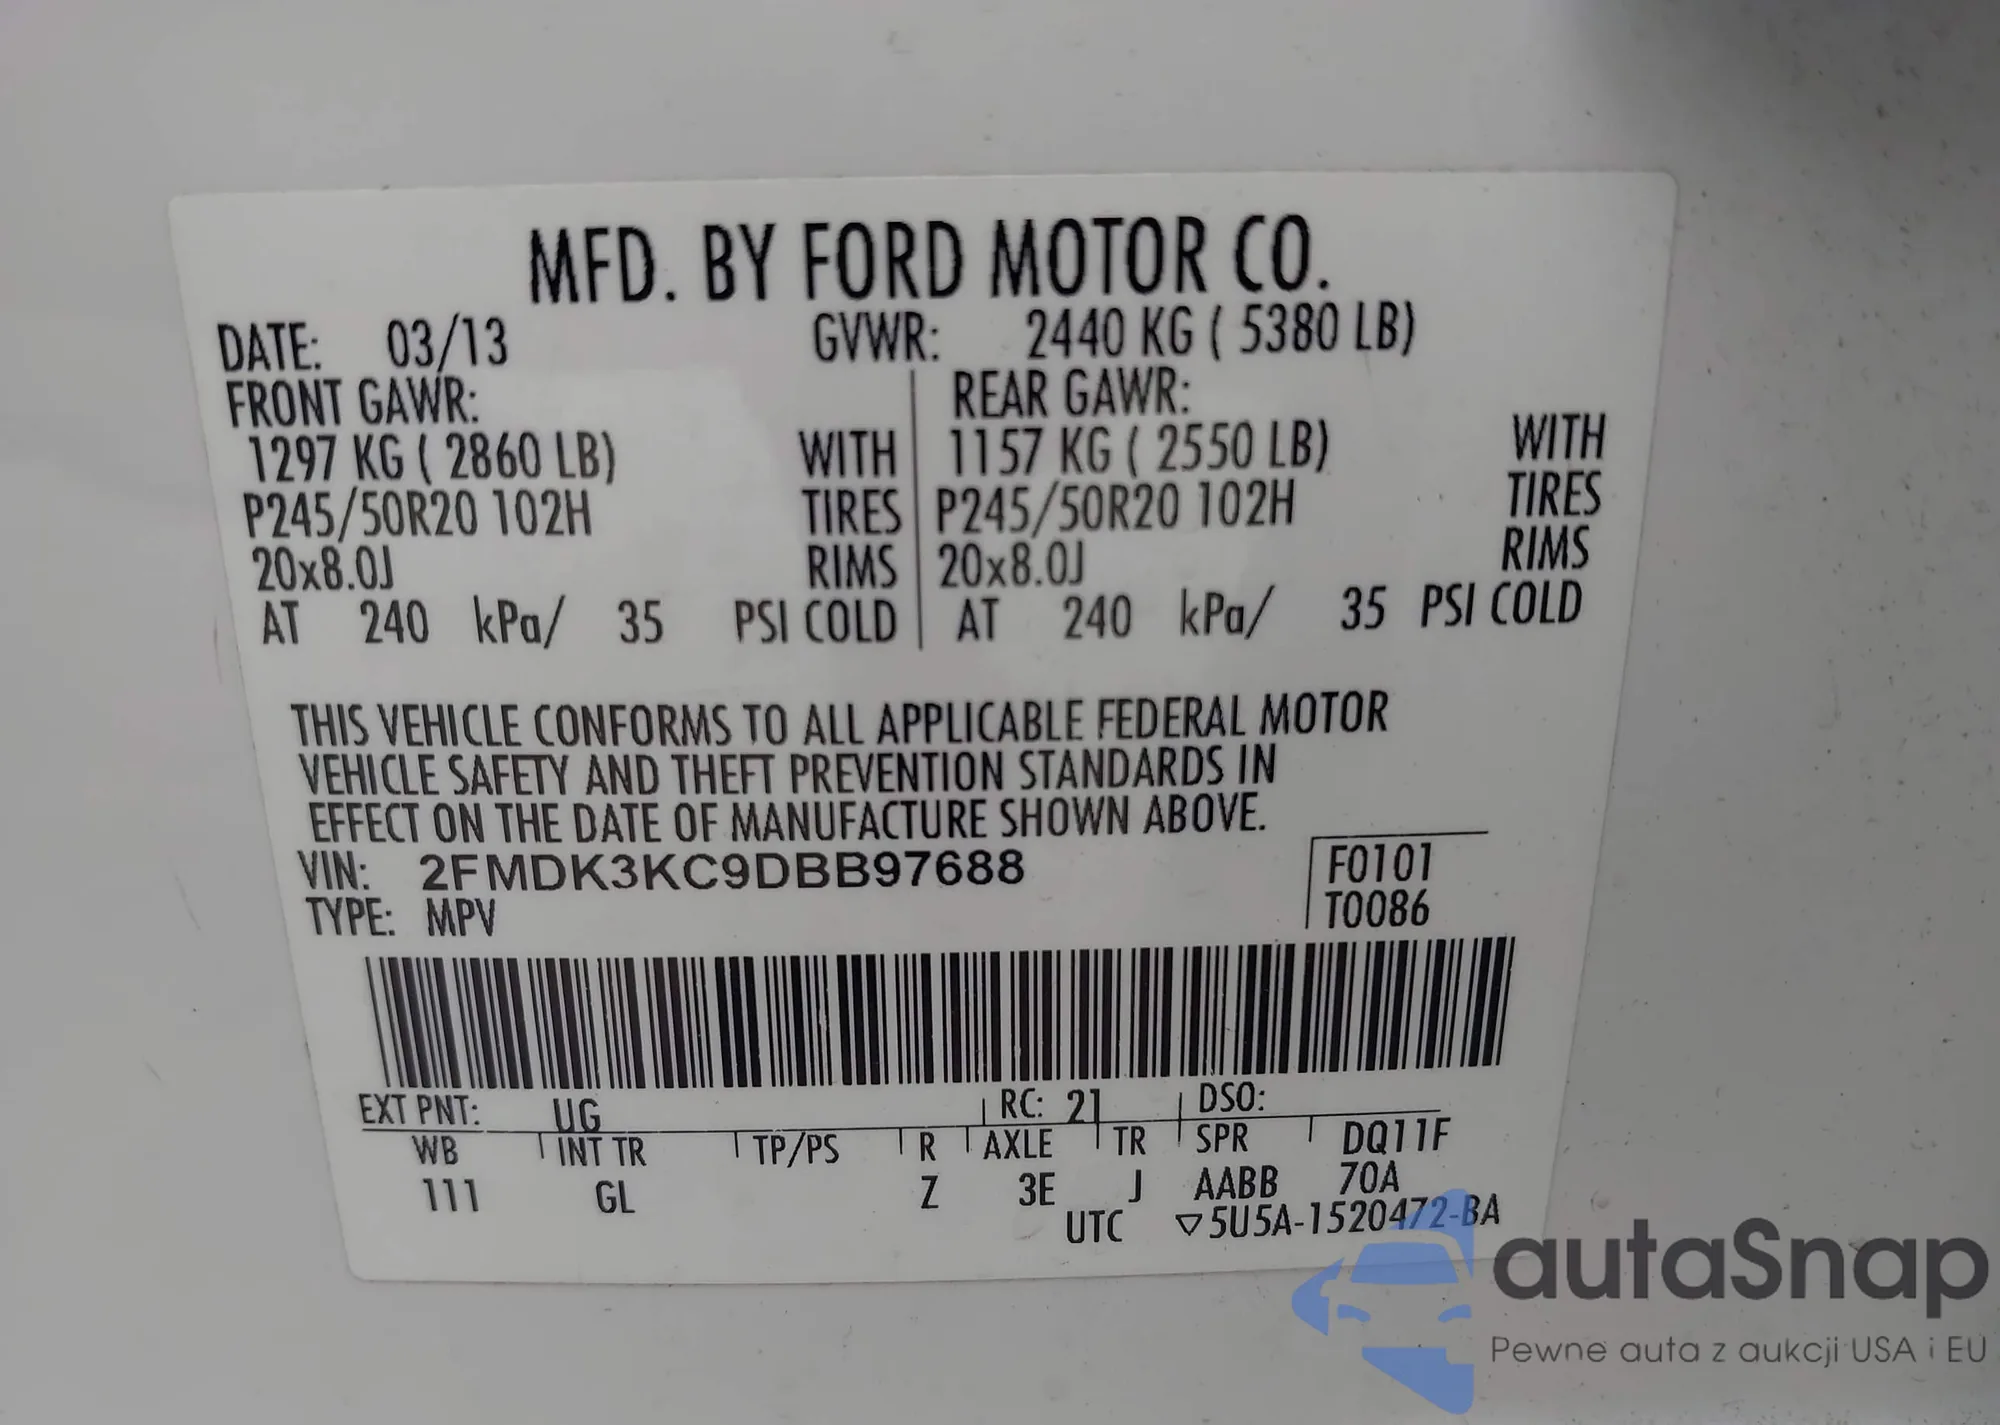 MFD. BY FORD MOTOR CO.
DATE: 03/13 GVWR: 2440 KG ( 5380 LB)
FRONT GAWR: REAR GAWR:
1297 KG ( 2860 LB) WITH 1157 KG ( 2550 LB) WITH
P245/50R20 102H TIRES P245/50R20 102H TIRES
20x8.0J RIMS 20x8.0J RIMS
AT 240 kPa/ 35 PSI COLD AT 240 kPa/ 35 PSI COLD
THIS VEHICLE CONFORMS TO ALL APPLICABLE FEDERAL MOTOR
VEHICLE SAFETY AND THEFT PREVENTION STANDARDS IN
EFFECT ON THE DATE OF MANUFACTURE SHOWN ABOVE.
VIN: 2FMDK3KC9DBB97688 F0101
TYPE: MPV T0086
EXT PNT: UG RC: 21 DSO:
WB INT TR TP/PS R AXLE TR SPR DQ11F
111 GL Z 3E J AABB 70A
UTC ▽5U5A-1520472-BA
autaSnap
Pewne auta z aukcji USA i EU